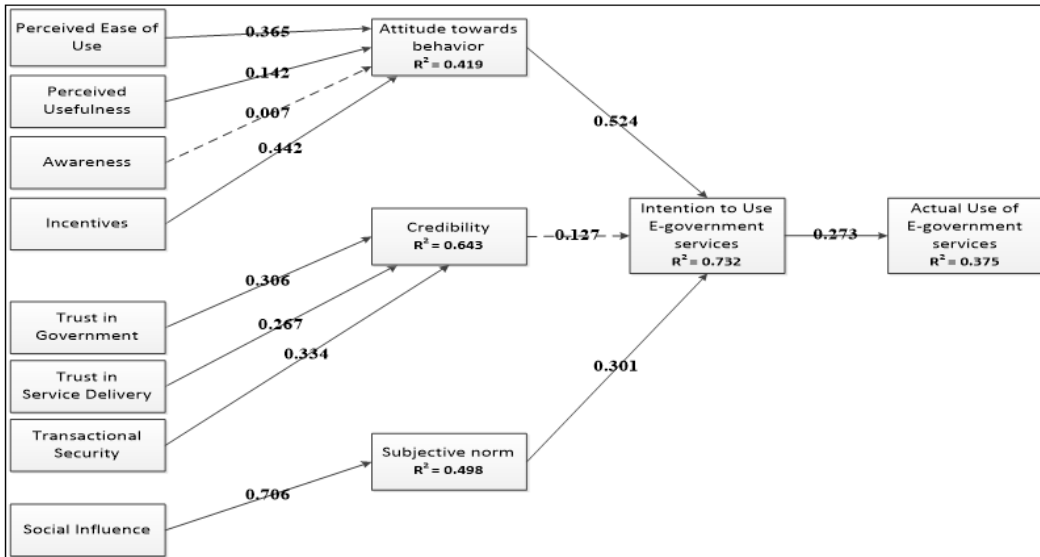 Perceived Ease of
Use
Perceived
Usefulness
Awareness
Incentives
Trust in
Government
Trust in
Service Delivery
Transactional
Security
Social Influence
0.365
0.142
0.007
0.442
0.306
0.267
0.334
0.706
Attitude towards
behavior
R² = 0.419
Credibility
R² = 0.643
Subjective norm
R² = 0.498
0.524
0.127
0.301
Intention to Use
E-government
services
R² = 0.732
0.273
Actual Use of
E-government
services
R² = 0.375